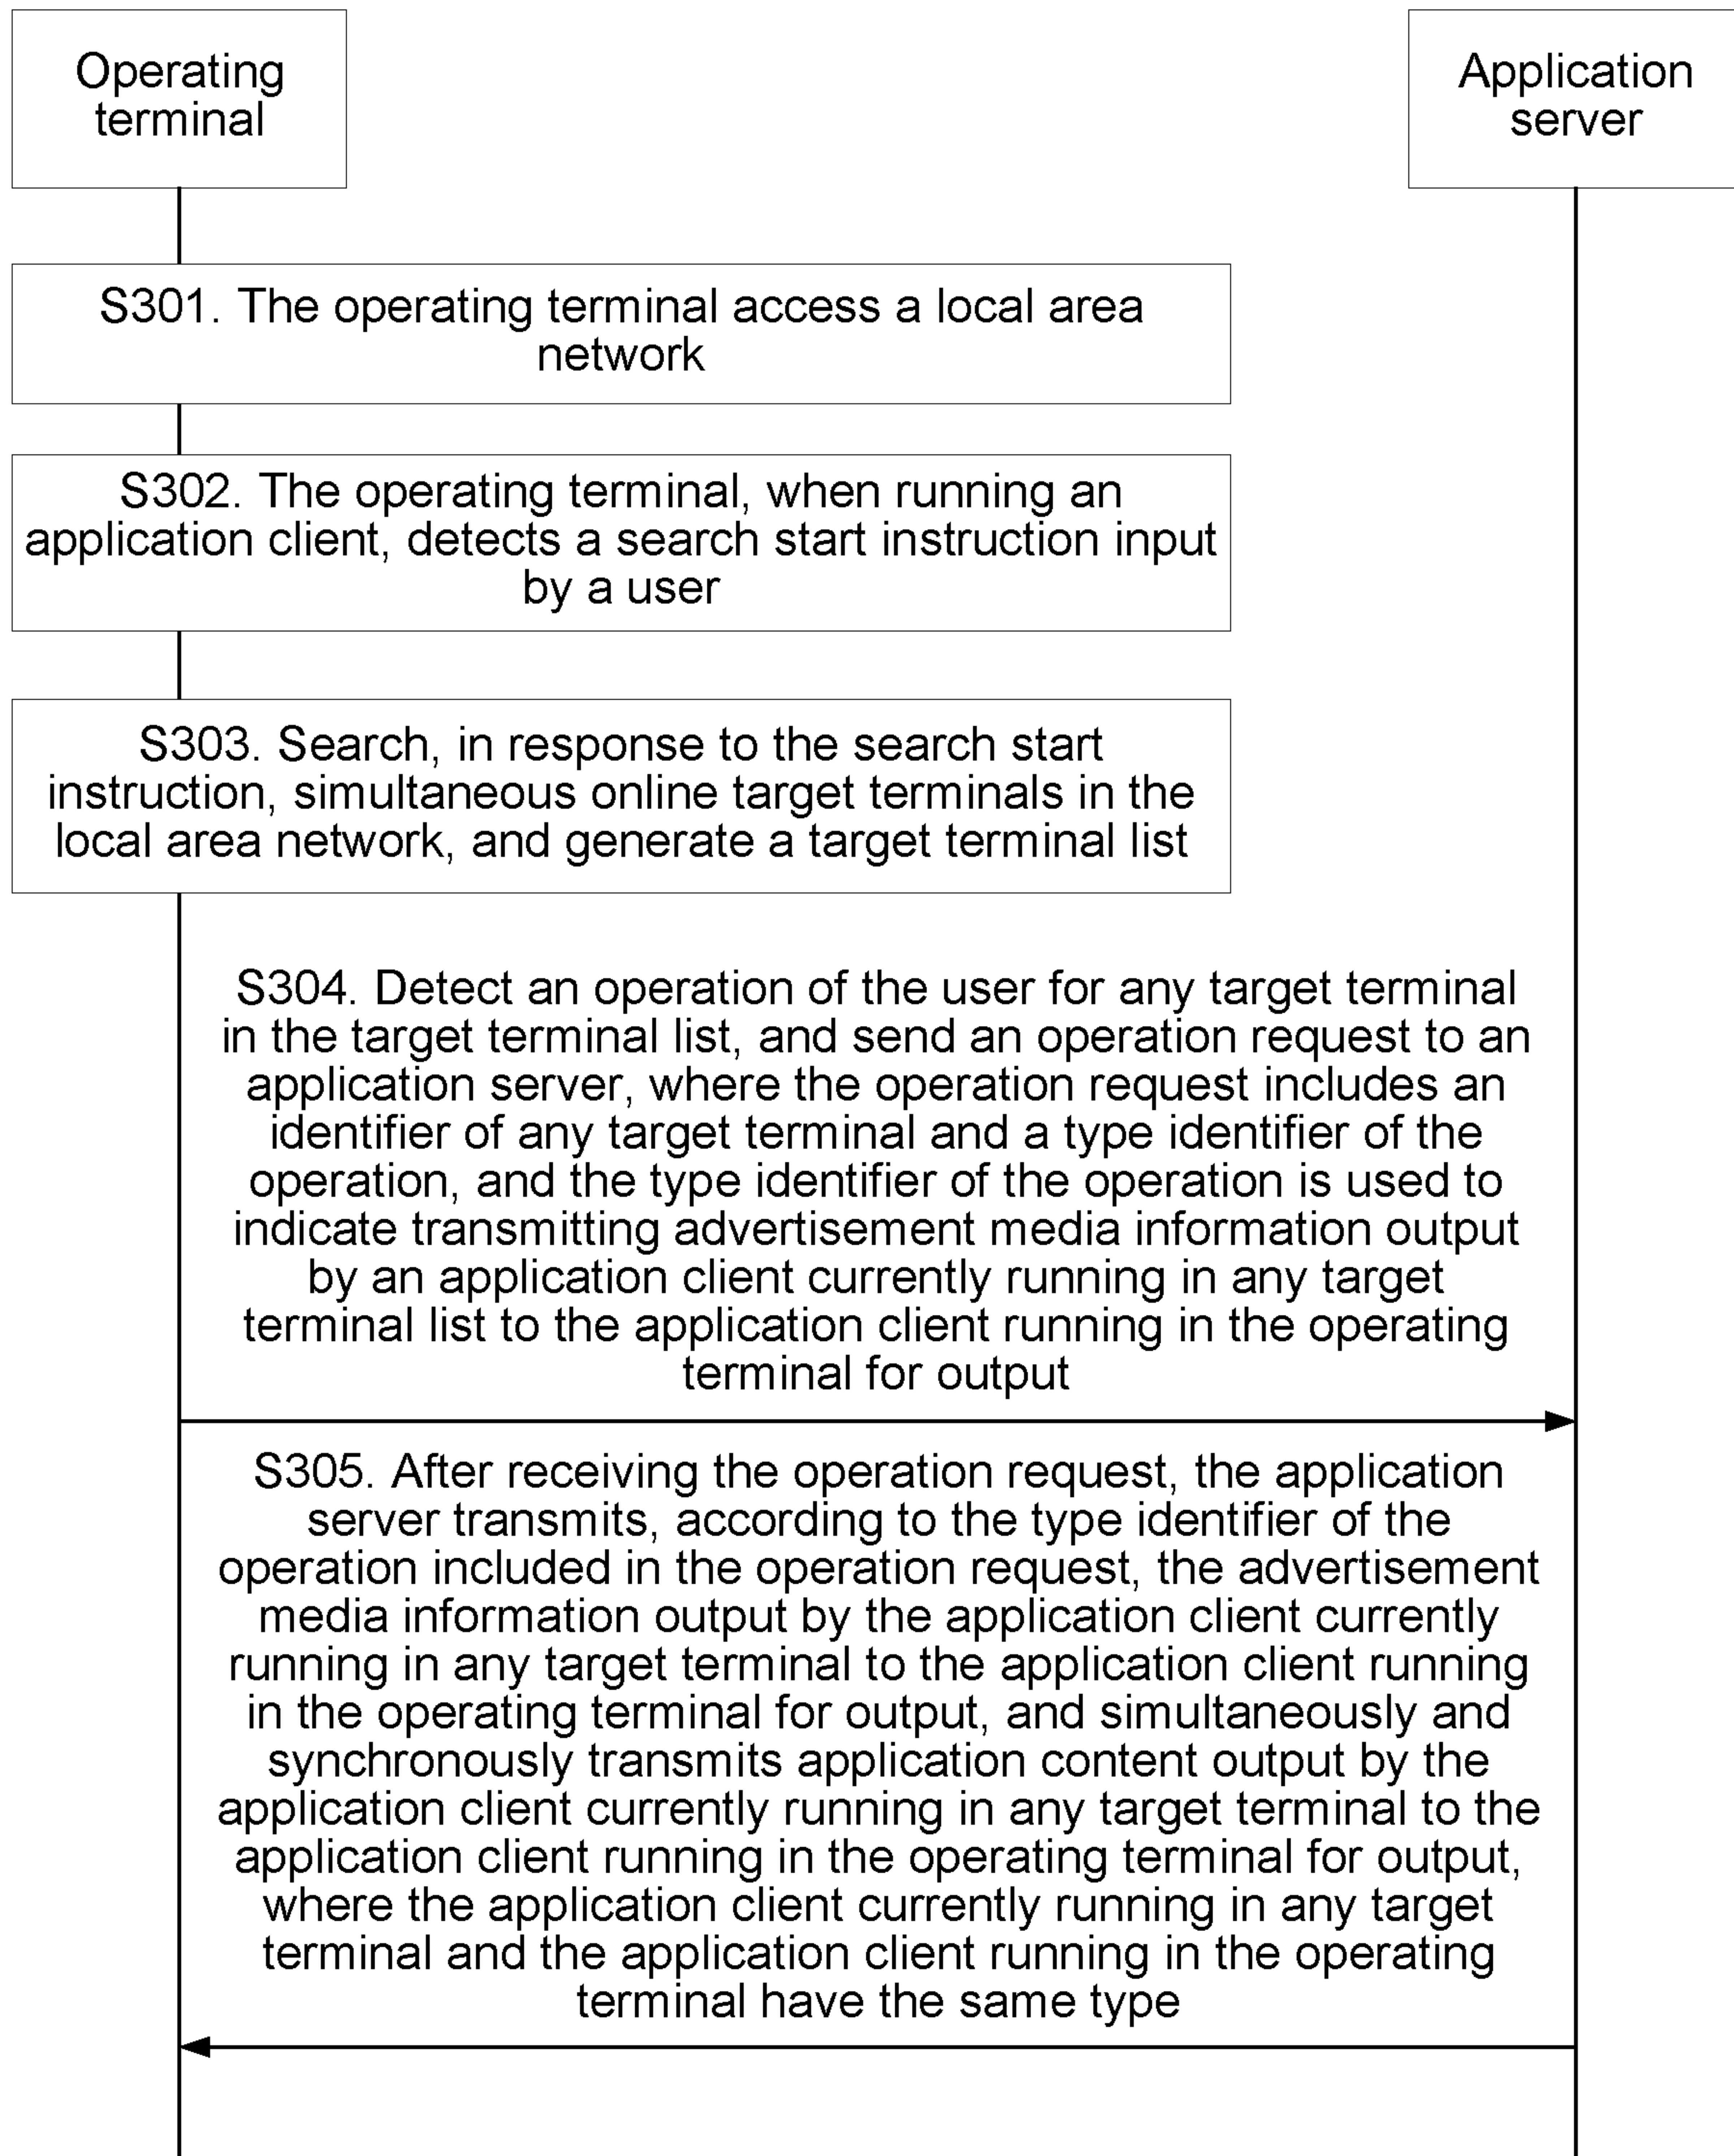 Operating
terminal
Application
server
S301. The operating terminal access a local area
network
S302. The operating terminal, when running an
application client, detects a search start instruction input
by a user
S303. Search, in response to the search start
instruction, simultaneous online target terminals in the
local area network, and generate a target terminal list
S304. Detect an operation of the user for any target terminal
in the target terminal list, and send an operation request to an
application server, where the operation request includes an
identifier of any target terminal and a type identifier of the
operation, and the type identifier of the operation is used to
indicate transmitting advertisement media information output
by an application client currently running in any target
terminal list to the application client running in the operating
terminal for output
S305. After receiving the operation request, the application
server transmits, according to the type identifier of the
operation included in the operation request, the advertisement
media information output by the application client currently
running in any target terminal to the application client running
in the operating terminal for output, and simultaneously and
synchronously transmits application content output by the
application client currently running in any target terminal to the
application client running in the operating terminal for output,
where the application client currently running in any target
terminal and the application client running in the operating
terminal have the same type